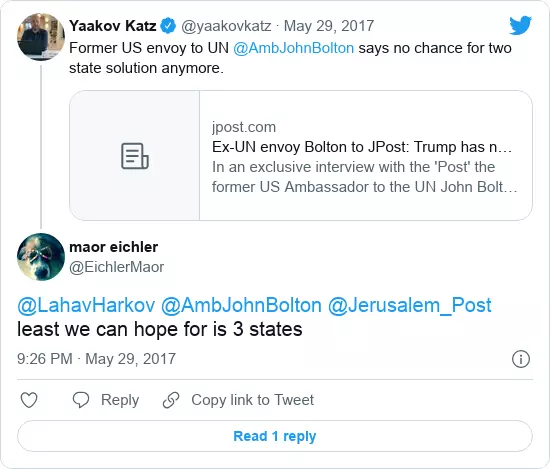 Yaakov Katz @yaakovkatz · May 29, 2017
Former US envoy to UN @AmbJohnBolton says no chance for two
state solution anymore.
jpost.com
Ex-UN envoy Bolton to JPost: Trump has n…
In an exclusive interview with the 'Post' the
former US Ambassador to the UN John Bolt…
maor eichler
@EichlerMaor
@LahavHarkov @AmbJohnBolton @Jerusalem_Post
least we can hope for is 3 states
9:26 PM · May 29, 2017
Reply Copy link to Tweet
Read 1 reply